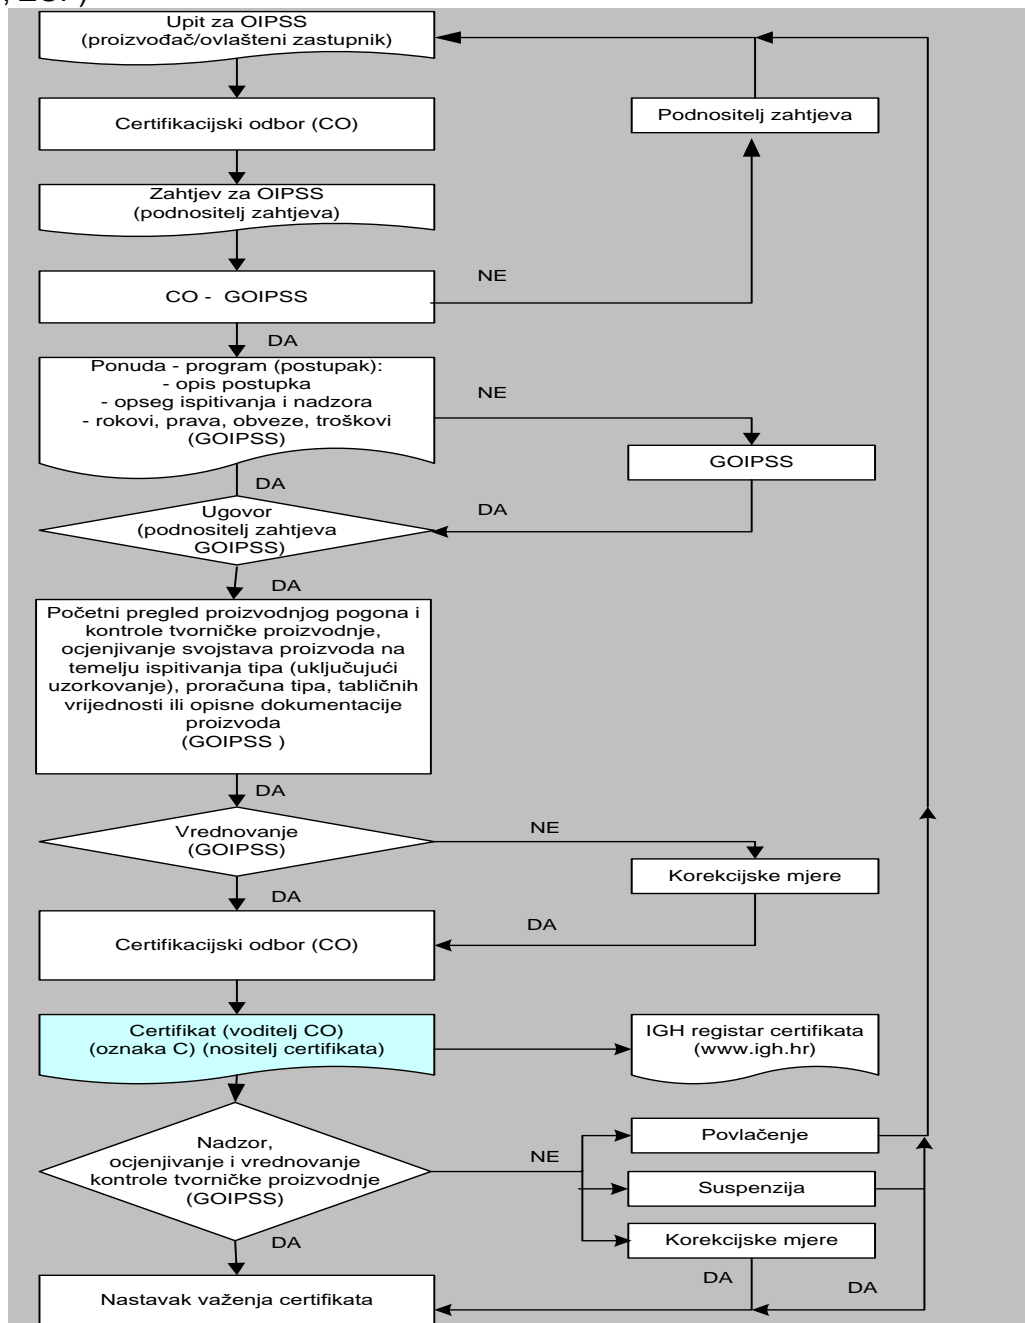 Upit za OIPSS
(proizvođač/ovlašteni zastupnik)
Certifikacijski odbor (CO)
Podnositelj zahtjeva
Zahtjev za OIPSS
(podnositelj zahtjeva)
CO - GOIPSS
NE
DA
Ponuda - program (postupak):
- opis postupka
- opseg ispitivanja i nadzora
- rokovi, prava, obveze, troškovi
(GOIPSS)
NE
GOIPSS
DA
DA
Ugovor
(podnositelj zahtjeva
GOIPSS)
DA
Početni pregled proizvodnjog pogona i
kontrole tvorničke proizvodnje,
ocjenjivanje svojstava proizvoda na
temelju ispitivanja tipa (uključujući
uzorkovanje), proračuna tipa, tabličnih
vrijednosti ili opisne dokumentacije
proizvoda
(GOIPSS )
DA
Vrednovanje
(GOIPSS)
NE
Korekcijske mjere
DA
DA
Certifikacijski odbor (CO)
Certifikat (voditelj CO)
(oznaka C) (nositelj certifikata)
IGH registar certifikata
(www.igh.hr)
Nadzor,
ocjenjivanje i vrednovanje
kontrole tvorničke proizvodnje
(GOIPSS)
NE
Povlačenje
Suspenzija
Korekcijske mjere
DA
DA
DA
Nastavak važenja certifikata